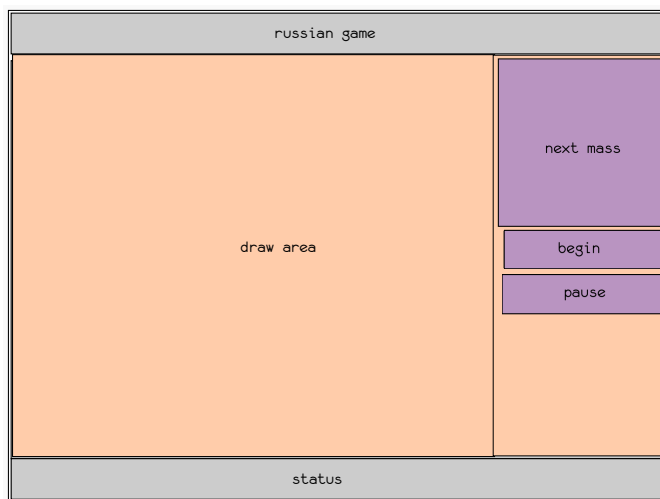 russian game
next mass
draw area
begin
pause
status